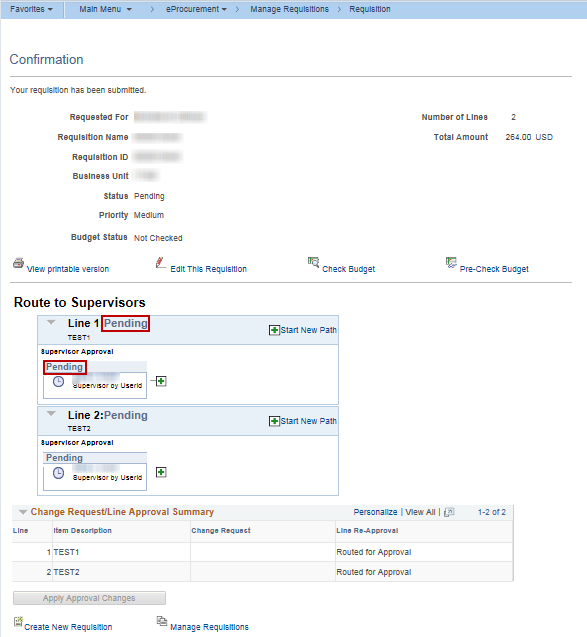 Favorites Main Menu > eProcurement > Manage Requisitions > Requisition
Confirmation
Your requisition has been submitted.
Requested For Number of Lines 2
Requisition Name Total Amount 264.00 USD
Requisition ID
Business Unit
Status Pending
Priority Medium
Budget Status Not Checked
View printable version Edit This Requisition Check Budget Pre-Check Budget
Route to Supervisors
Line 1 Pending Start New Path
TEST1
Supervisor Approval
Pending
Supervisor by UserId
Line 2:Pending Start New Path
TEST2
Supervisor Approval
Pending
Supervisor by UserId
Change Request/Line Approval Summary Personalize | View All | 1-2 of 2
Line Item Description Change Request Line Re-Approval
1 TEST1 Routed for Approval
2 TEST2 Routed for Approval
Apply Approval Changes
Create New Requisition Manage Requisitions